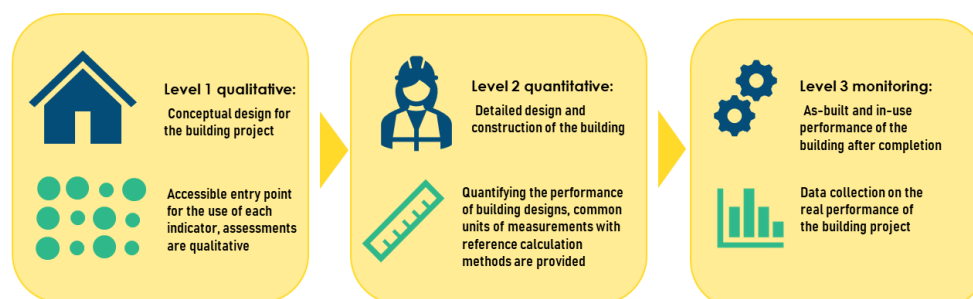 Level 1 qualitative:
Conceptual design for
the building project
Accessible entry point
for the use of each
indicator, assessments
are qualitative
Level 2 quantitative:
Detailed design and
construction of the building
Quantifying the performance
of building designs, common
units of measurements with
reference calculation
methods are provided
Level 3 monitoring:
As-built and in-use
performance of the
building after completion
Data collection on the
real performance of
the building project